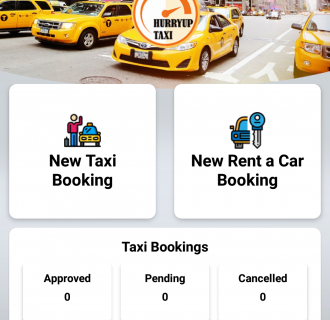 HURRYUP
TAXI
New Taxi
Booking
New Rent a Car
Booking
Taxi Bookings
Approved
Pending
Cancelled
0
0
0